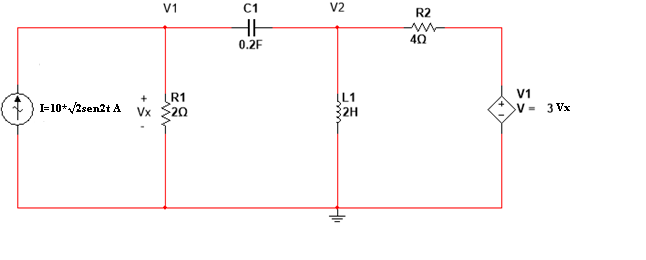 V1
C1
V2
R2
0.2F
4Ω
I=10*√2sen2t A
+
Vx
-
R1
2Ω
L1
2H
+
-
V1
V = 3 Vx